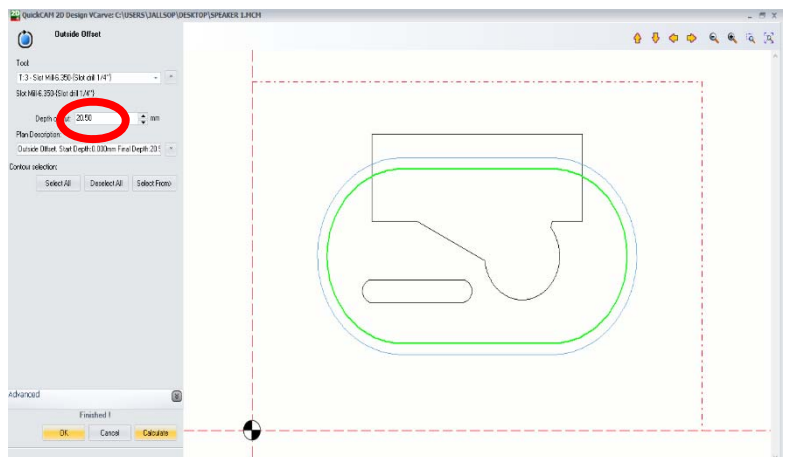 QuickCAM 2D Design VCarve: C:\USERS\JALLSOP\DESKTOP\SPEAKER 1.MCM
Outside Offset
Tool:
T:3 - Slot Mill-6.350-(Slot drill 1/4")
Slot Mill-6.350-(Slot drill 1/4")
Depth of cut: 20.50 mm
Plan Description:
Outside Offset. Start Depth:0.000mm Final Depth:20.5
Contour selection:
Select All Deselect All Select From>
Advanced
Finished !
OK Cancel Calculate